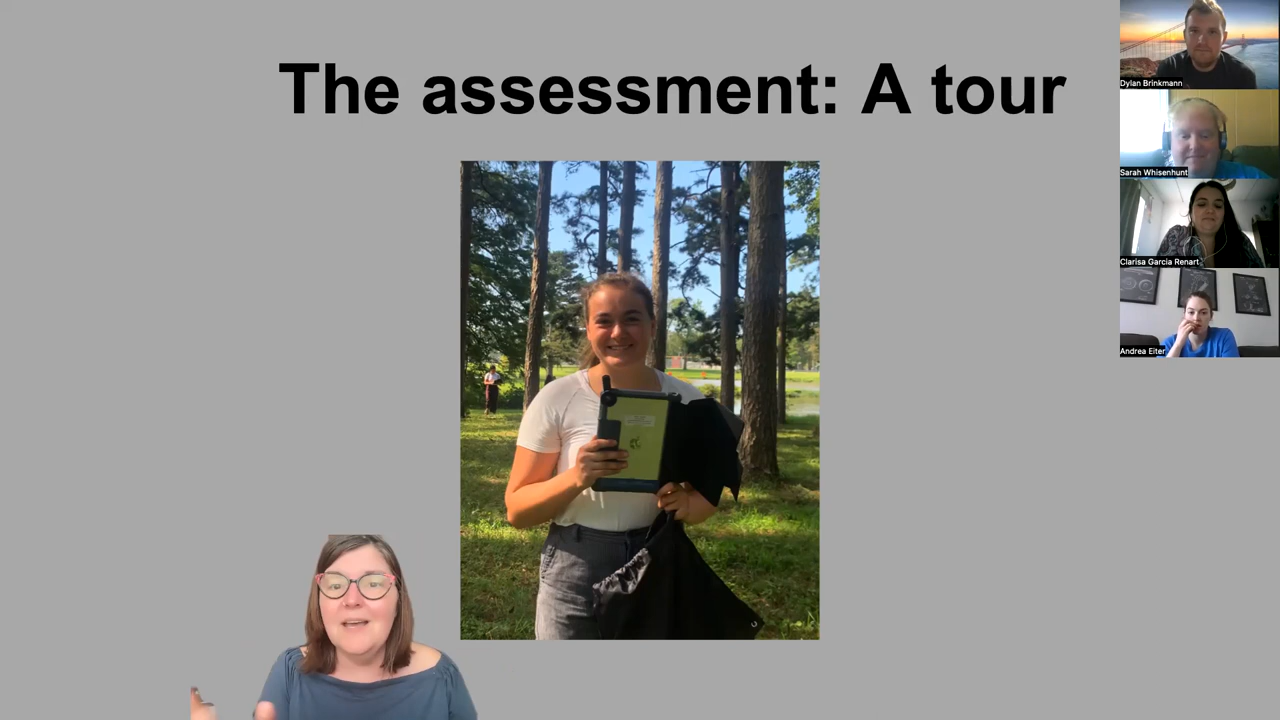 The assessment: A tour
Dylan Brinkmann
Sarah Whisenhunt
Clarisa Garcia Renart
Andrea Eiter